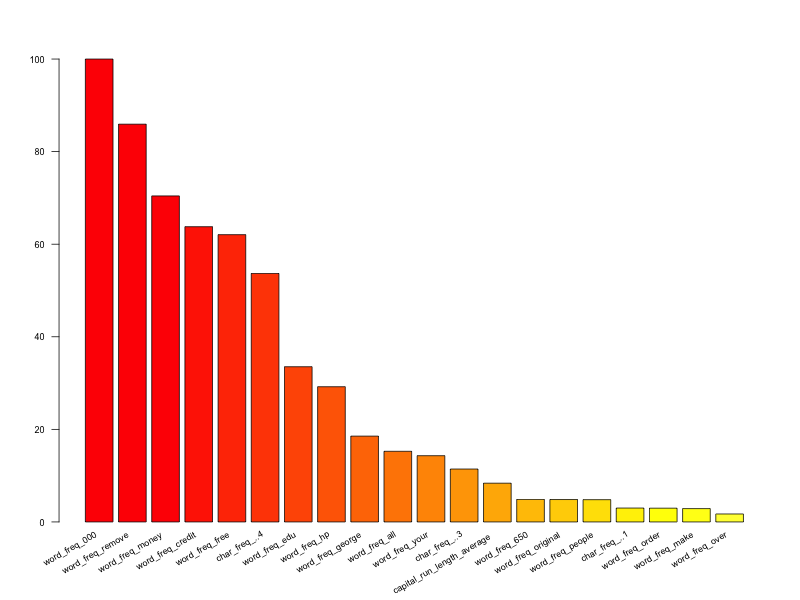 100
80
60
40
20
0
word_freq_000
word_freq_remove
word_freq_money
word_freq_credit
word_freq_free
char_freq_..4
word_freq_edu
word_freq_hp
word_freq_george
word_freq_all
word_freq_your
char_freq_..3
capital_run_length_average
word_freq_650
word_freq_original
word_freq_people
char_freq_..1
word_freq_order
word_freq_make
word_freq_over